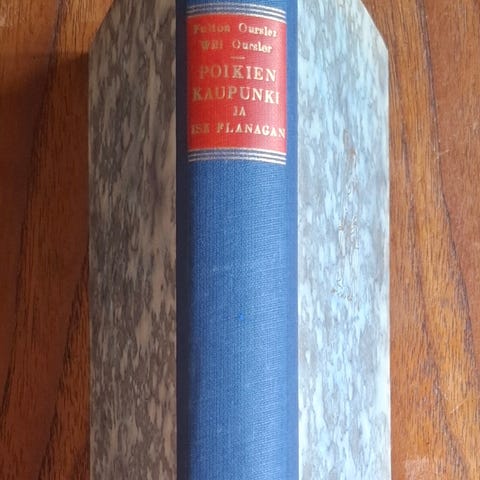 Fulton Oursler
Will Oursler
POIKIEN
KAUPUNKI
JA
ISÄ FLANAGAN